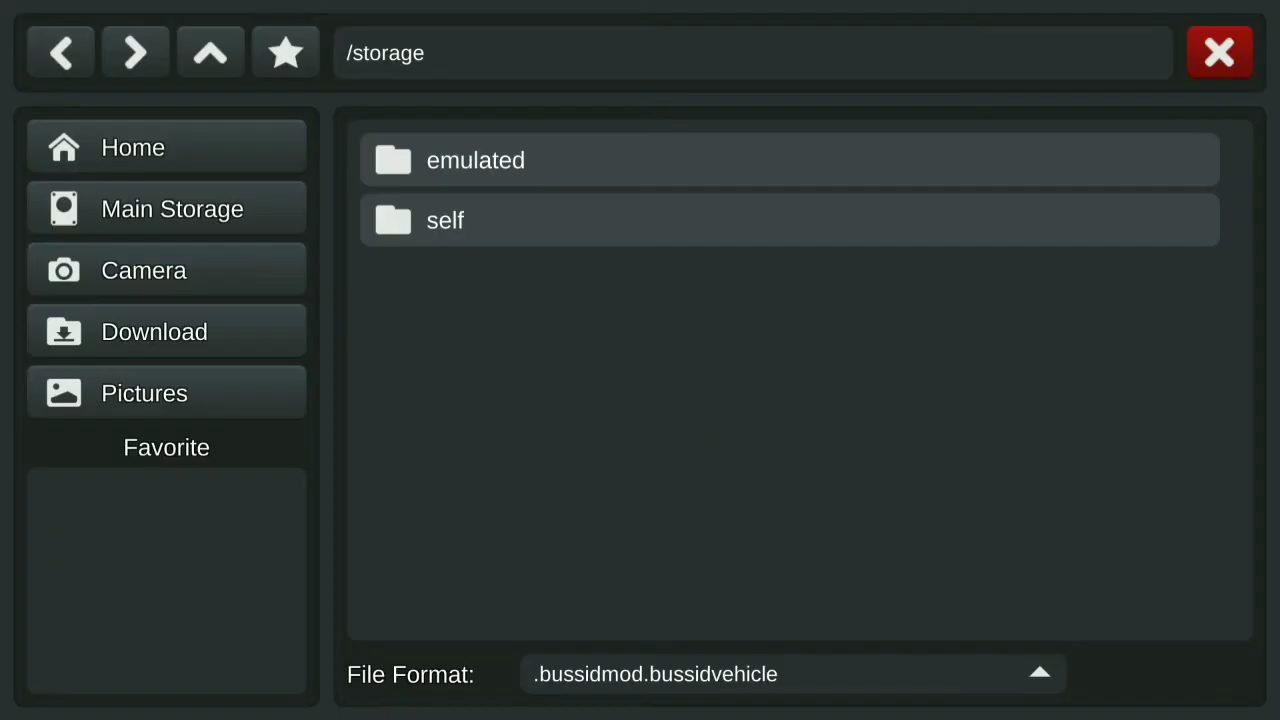 /storage
Home
Main Storage
Camera
Download
Pictures
Favorite
emulated
self
File Format:
.bussidmod.bussidvehicle